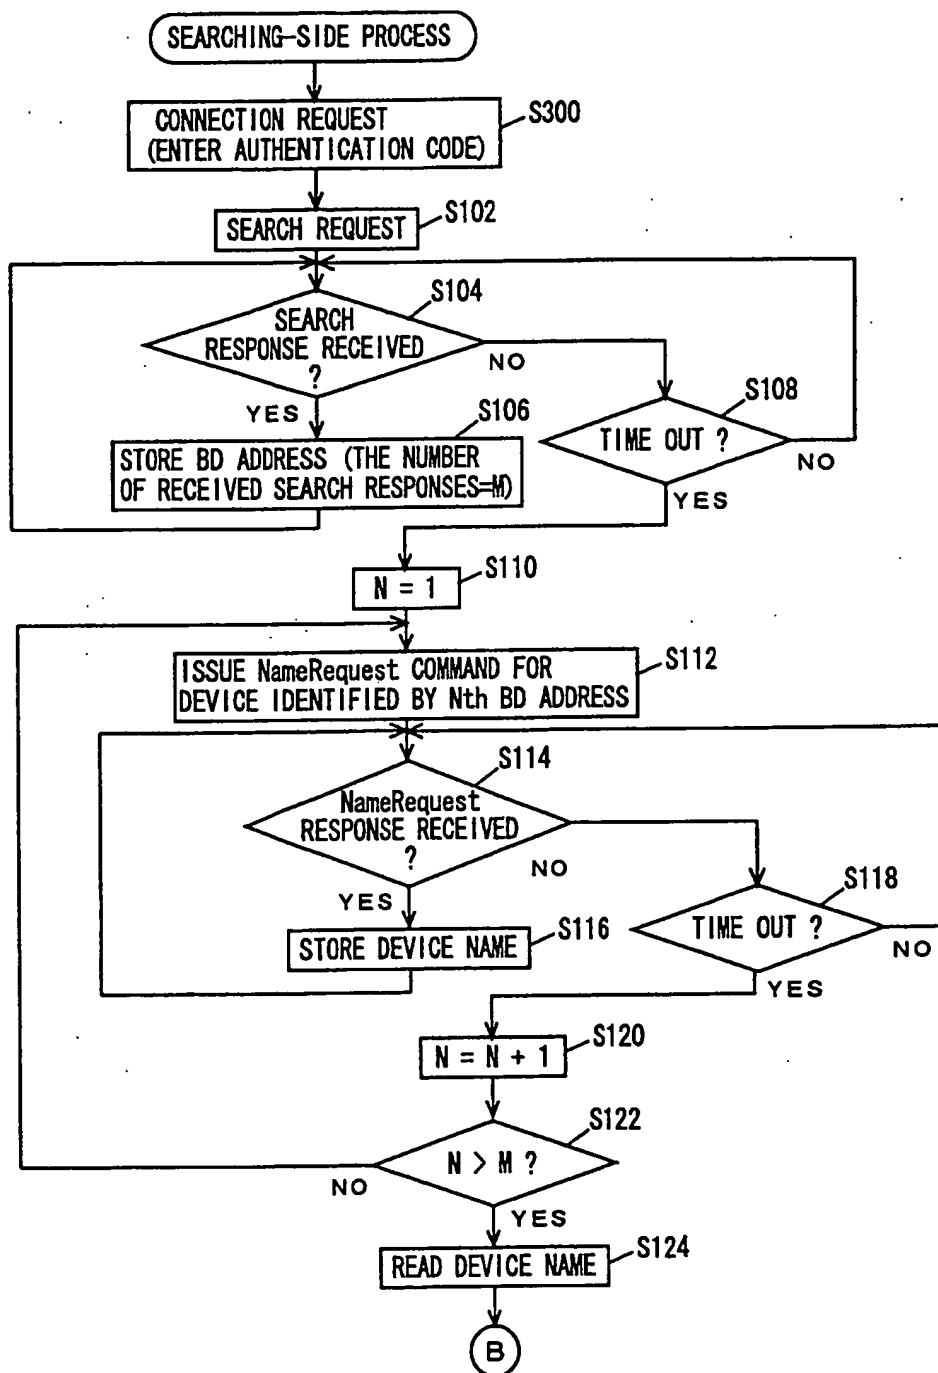 SEARCHING-SIDE PROCESS
CONNECTION REQUEST
(ENTER AUTHENTICATION CODE)
S300
SEARCH REQUEST
S102
SEARCH
RESPONSE RECEIVED
?
S104
NO
YES
STORE BD ADDRESS (THE NUMBER
OF RECEIVED SEARCH RESPONSES=M)
S106
TIME OUT ?
S108
NO
YES
N = 1
S110
ISSUE NameRequest COMMAND FOR
DEVICE IDENTIFIED BY Nth BD ADDRESS
S112
NameRequest
RESPONSE RECEIVED
?
S114
NO
YES
STORE DEVICE NAME
S116
TIME OUT ?
S118
NO
YES
N = N + 1
S120
N > M ?
S122
NO
YES
READ DEVICE NAME
S124
B